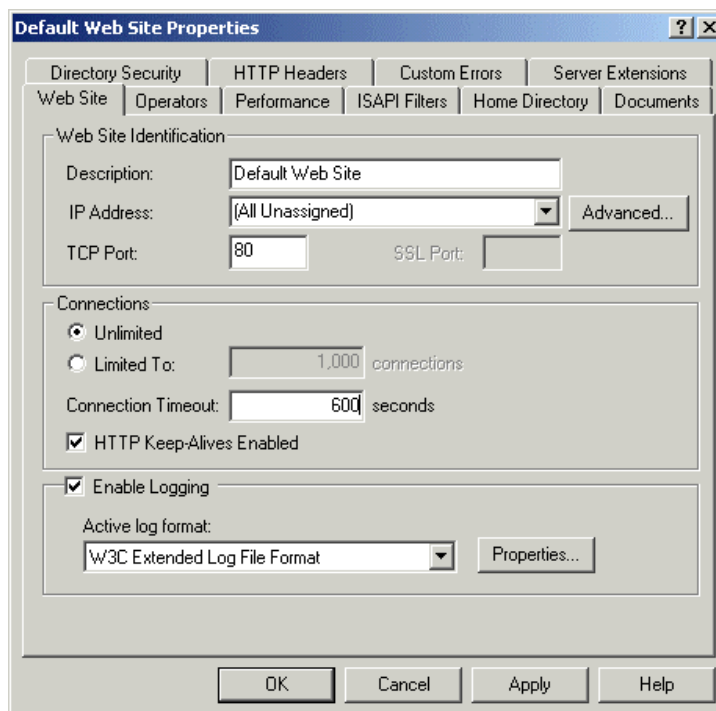 Default Web Site Properties
Directory Security HTTP Headers Custom Errors Server Extensions
Web Site Operators Performance ISAPI Filters Home Directory Documents
Web Site Identification
Description: Default Web Site
IP Address: (All Unassigned) Advanced...
TCP Port: 80 SSL Port:
Connections
Unlimited
Limited To: 1,000 connections
Connection Timeout: 600 seconds
HTTP Keep-Alives Enabled
Enable Logging
Active log format:
W3C Extended Log File Format Properties...
OK Cancel Apply Help